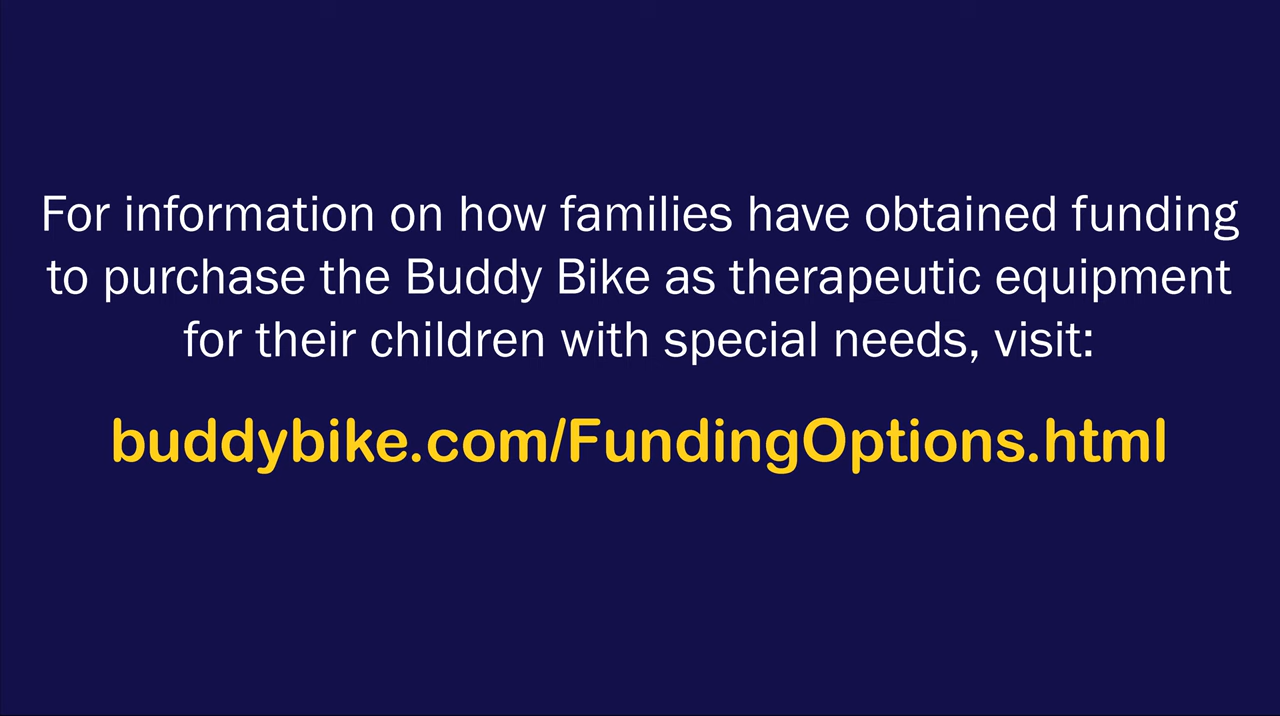 For information on how families have obtained funding
to purchase the Buddy Bike as therapeutic equipment
for their children with special needs, visit:
buddybike.com/FundingOptions.html